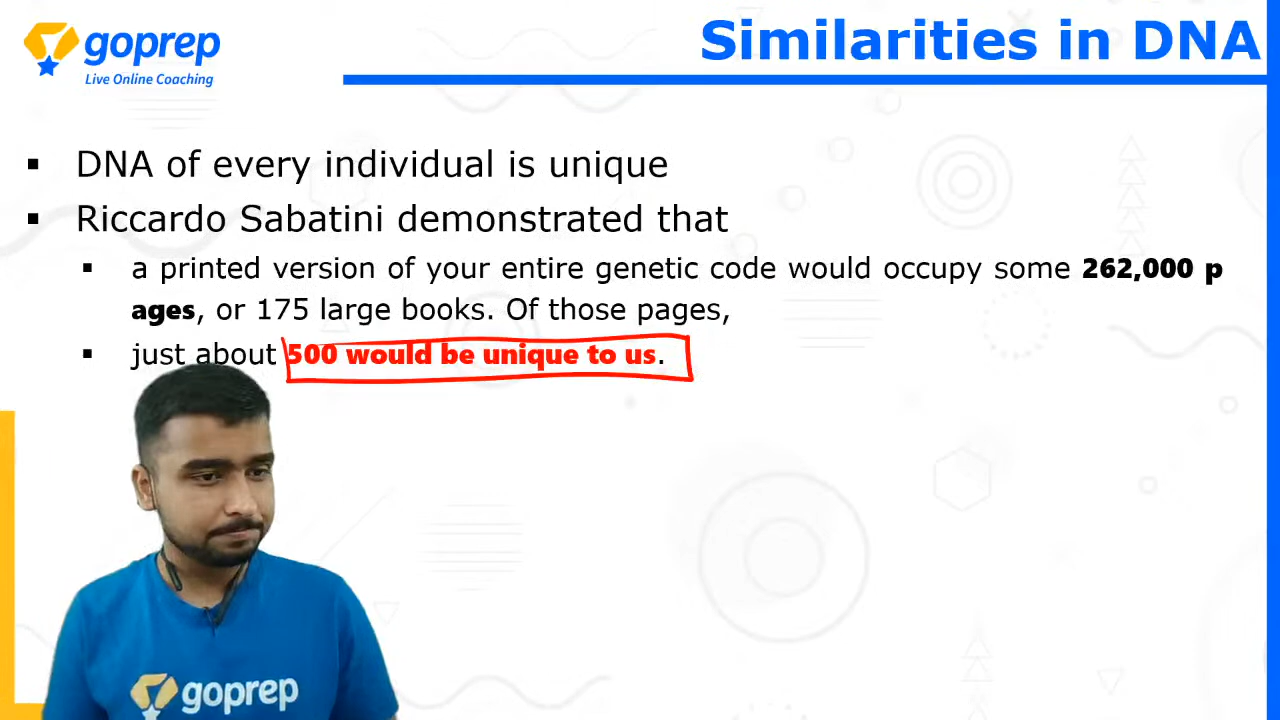 goprep
Live Online Coaching
Similarities in DNA
▪ DNA of every individual is unique
▪ Riccardo Sabatini demonstrated that
▪ a printed version of your entire genetic code would occupy some 262,000 p
ages, or 175 large books. Of those pages,
▪ just about 500 would be unique to us.
goprep